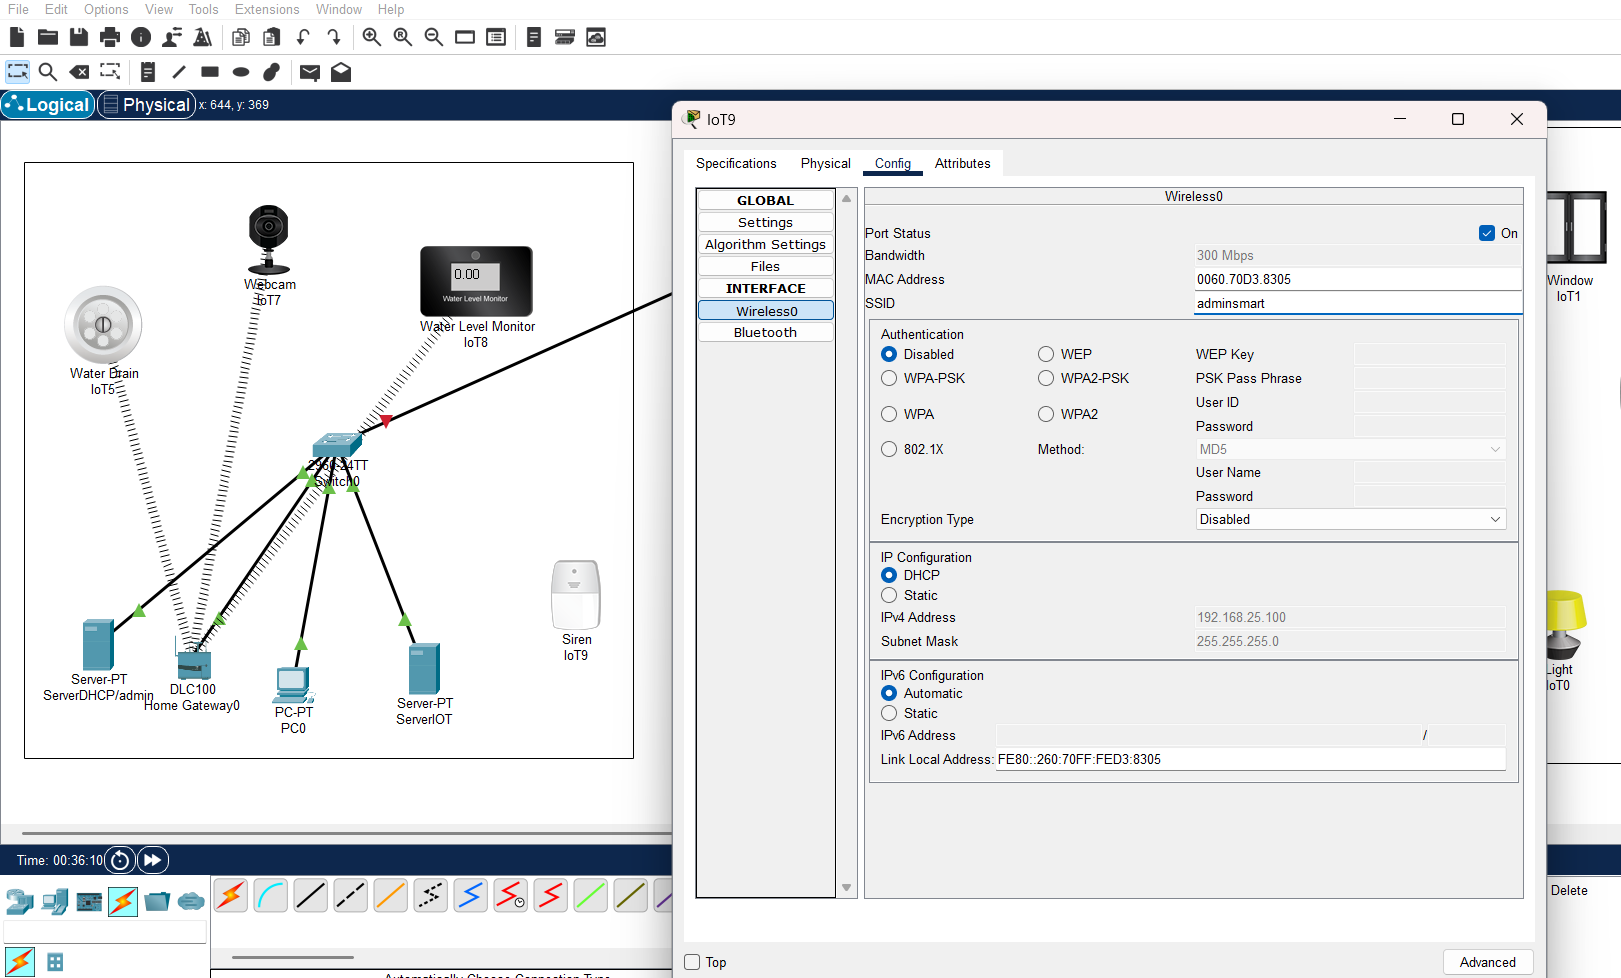 File Edit Options View Tools Extensions Window Help
Logical Physical x: 644, y: 369
IoT9
Specifications Physical Config Attributes
GLOBAL
Settings
Algorithm Settings
Files
INTERFACE
Wireless0
Bluetooth
Wireless0
Port Status On
Bandwidth 300 Mbps
MAC Address 0060.70D3.8305
SSID adminsmart
Authentication
Disabled WEP WEP Key
WPA-PSK WPA2-PSK PSK Pass Phrase
User ID
WPA WPA2
Password
802.1X Method: MD5
User Name
Password
Encryption Type Disabled
IP Configuration
DHCP
Static
IPv4 Address 192.168.25.100
Subnet Mask 255.255.255.0
IPv6 Configuration
Automatic
Static
IPv6 Address /
Link Local Address: FE80::260:70FF:FED3:8305
Top Advanced
Webcam
IoT7
0.00
Water Level Monitor
Water Level Monitor
IoT8
Water Drain
IoT5
2960-24TT
Switch0
Siren
IoT9
Server-PT
ServerDHCP/admin
DLC100
Home Gateway0
PC-PT
PC0
Server-PT
ServerIOT
Window
IoT1
Light
IoT0
Time: 00:36:10
Delete
Automatically Choose Connection Type